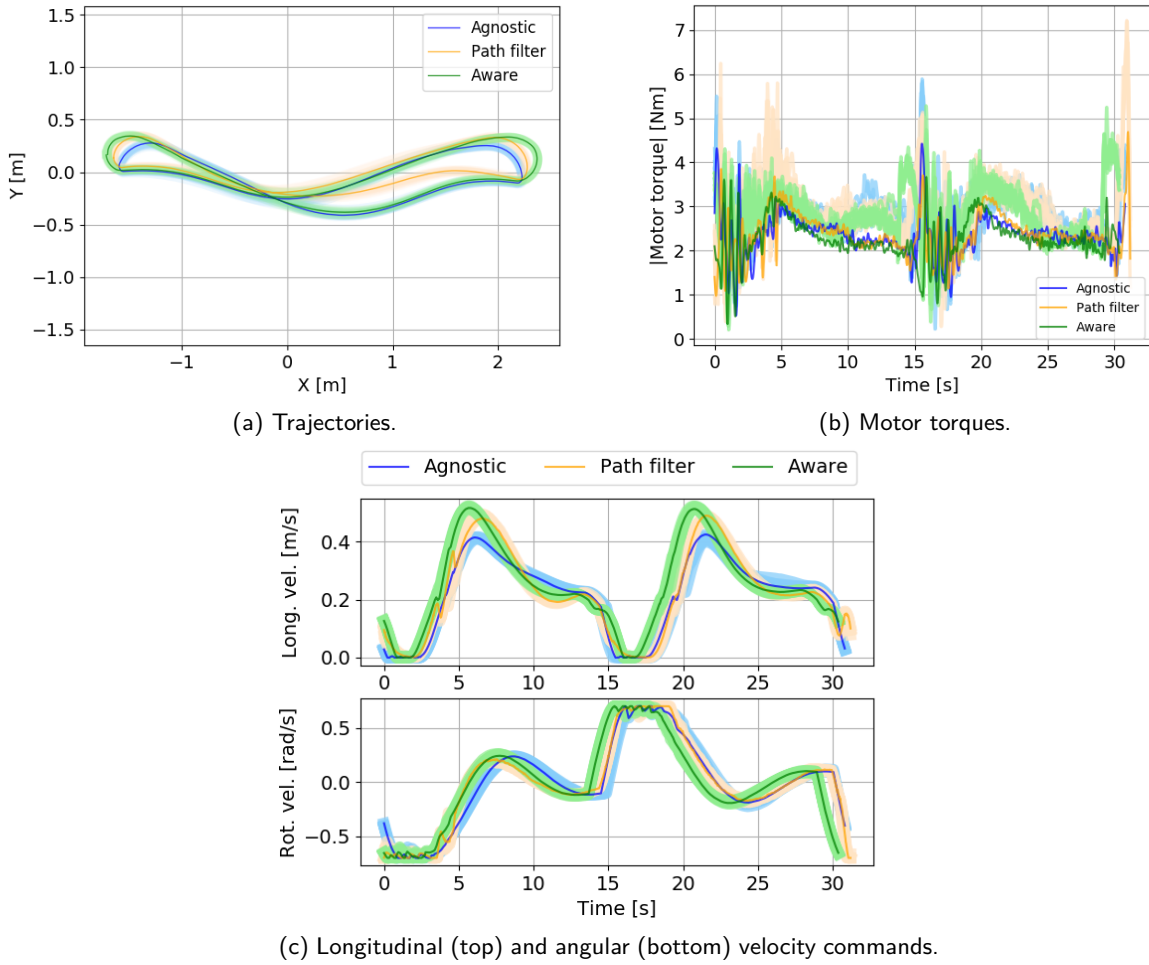 1.5
1.0
0.5
0.0
−0.5
−1.0
−1.5
Y [m]
−1
0
1
2
X [m]
Agnostic
Path filter
Aware
(a) Trajectories.
7
6
5
4
3
2
1
0
|Motor torque| [Nm]
0
5
10
15
20
25
30
Time [s]
Agnostic
Path filter
Aware
(b) Motor torques.
Agnostic
Path filter
Aware
0.4
0.2
0.0
Long. vel. [m/s]
0
5
10
15
20
25
30
0.5
0.0
−0.5
Rot. vel. [rad/s]
0
5
10
15
20
25
30
Time [s]
(c) Longitudinal (top) and angular (bottom) velocity commands.